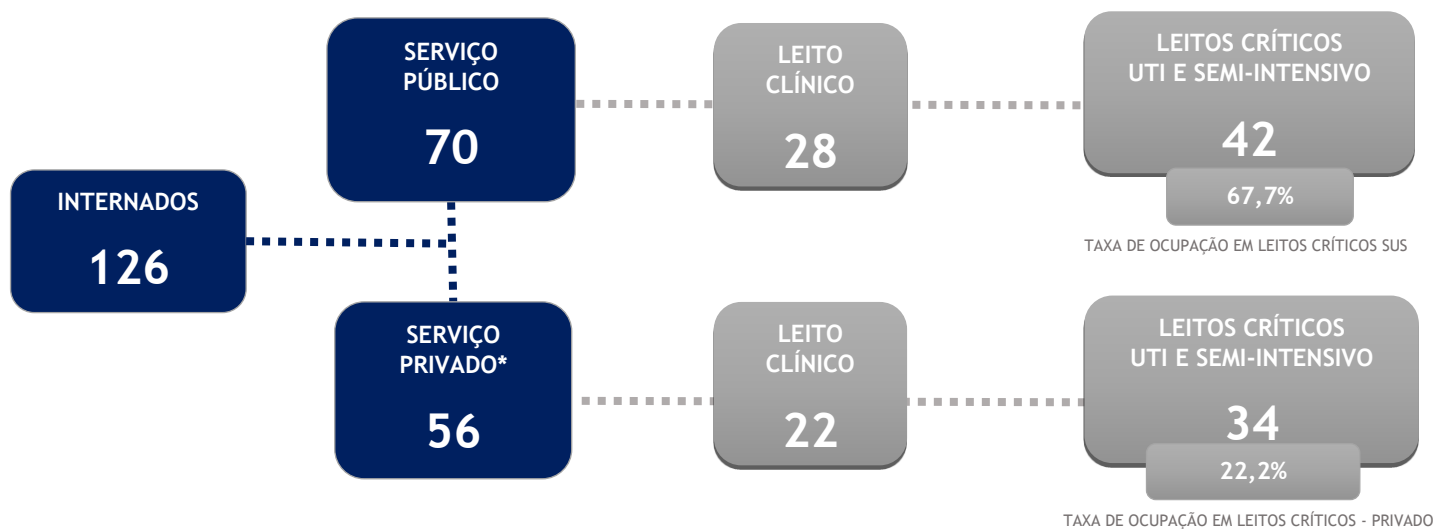 INTERNADOS
126
SERVIÇO
PÚBLICO
70
LEITO
CLÍNICO
28
LEITOS CRÍTICOS
UTI E SEMI-INTENSIVO
42
67,7%
TAXA DE OCUPAÇÃO EM LEITOS CRÍTICOS SUS
SERVIÇO
PRIVADO*
56
LEITO
CLÍNICO
22
LEITOS CRÍTICOS
UTI E SEMI-INTENSIVO
34
22,2%
TAXA DE OCUPAÇÃO EM LEITOS CRÍTICOS - PRIVADO